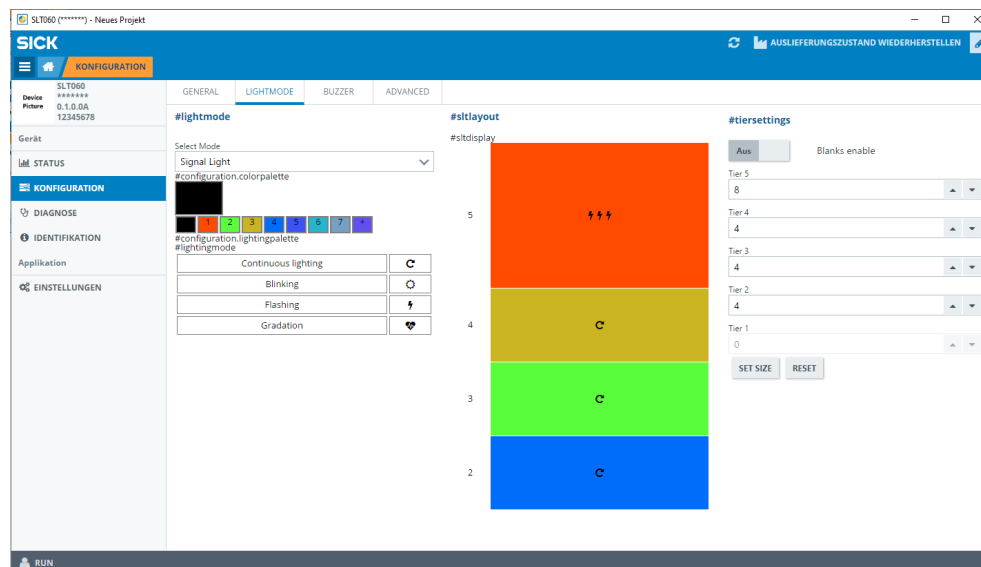 SLT060 (*******) - Neues Projekt
SICK
AUSLIEFERUNGSZUSTAND WIEDERHERSTELLEN
KONFIGURATION
Device Picture
SLT060
*******
0.1.0.0A
12345678
Gerät
STATUS
KONFIGURATION
DIAGNOSE
IDENTIFIKATION
Applikation
EINSTELLUNGEN
GENERAL
LIGHTMODE
BUZZER
ADVANCED
#lightmode
Select Mode
Signal Light
#configuration.colorpalette
1 2 3 4 5 6 7 +
#configuration.lightingpalette
#lightingmode
Continuous lighting
Blinking
Flashing
Gradation
#sltlayout
#sltdisplay
5
4
3
2
#tiersettings
Aus
Blanks enable
Tier 5
8
Tier 4
4
Tier 3
4
Tier 2
4
Tier 1
0
SET SIZE
RESET
RUN